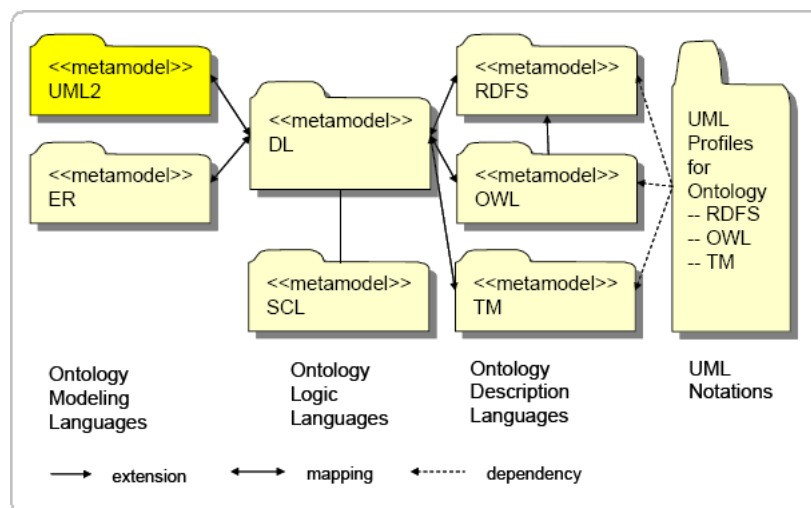 <<metamodel>>
UML2
<<metamodel>>
ER
<<metamodel>>
DL
<<metamodel>>
SCL
<<metamodel>>
RDFS
<<metamodel>>
OWL
<<metamodel>>
TM
UML
Profiles
for
Ontology
-- RDFS
-- OWL
-- TM
Ontology
Modeling
Languages
Ontology
Logic
Languages
Ontology
Description
Languages
UML
Notations
extension
mapping
dependency